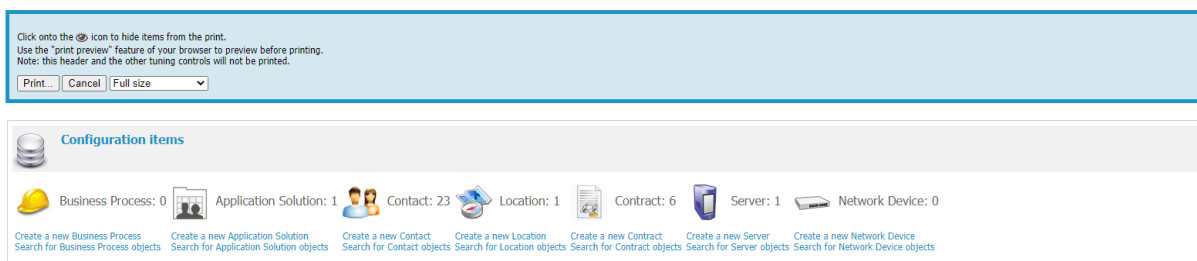 Click onto the icon to hide items from the print.
Use the "print preview" feature of your browser to preview before printing.
Note: this header and the other tuning controls will not be printed.
Print... Cancel Full size
Configuration items
Business Process: 0 Application Solution: 1 Contact: 23 Location: 1 Contract: 6 Server: 1 Network Device: 0
Create a new Business Process Create a new Application Solution Create a new Contact Create a new Location Create a new Contract Create a new Server Create a new Network Device
Search for Business Process objects Search for Application Solution objects Search for Contact objects Search for Location objects Search for Contract objects Search for Server objects Search for Network Device objects